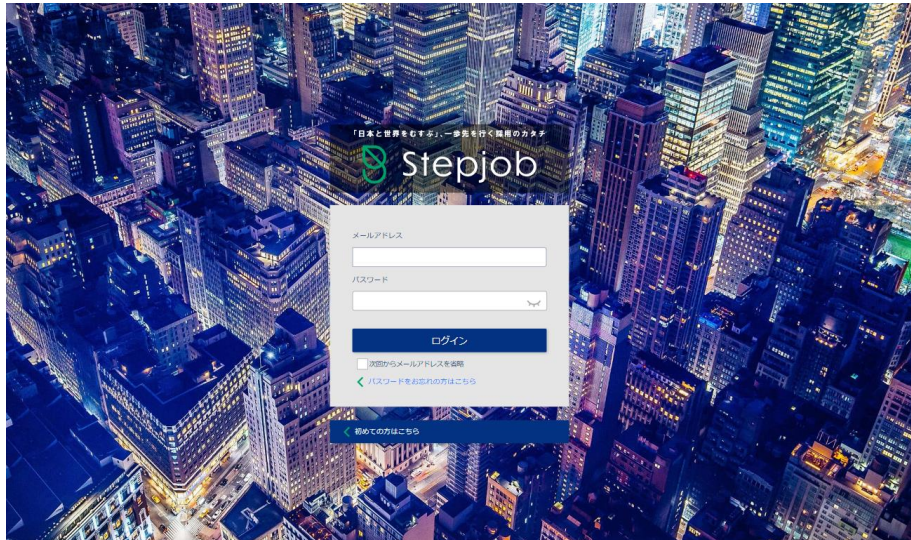 「日本と世界をむすぶ」、一歩先を行く採用のカタチ
Stepjob
メールアドレス
パスワード
ログイン
次回からメールアドレスを省略
パスワードをお忘れの方はこちら
初めての方はこちら